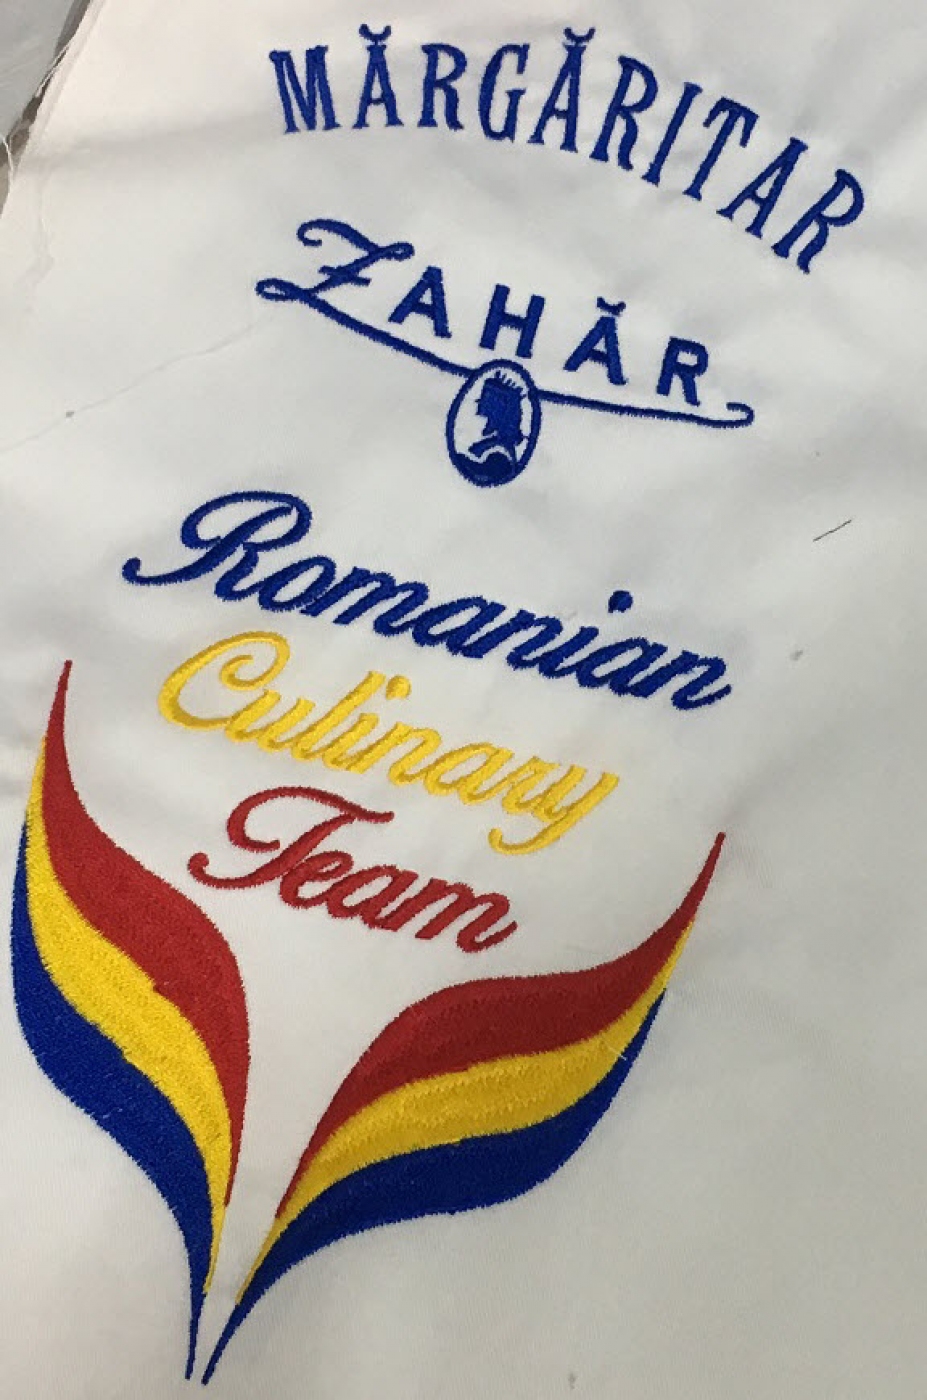 MĂRGĂRITAR
ZAHĂR
Romanian
Culinary
Team